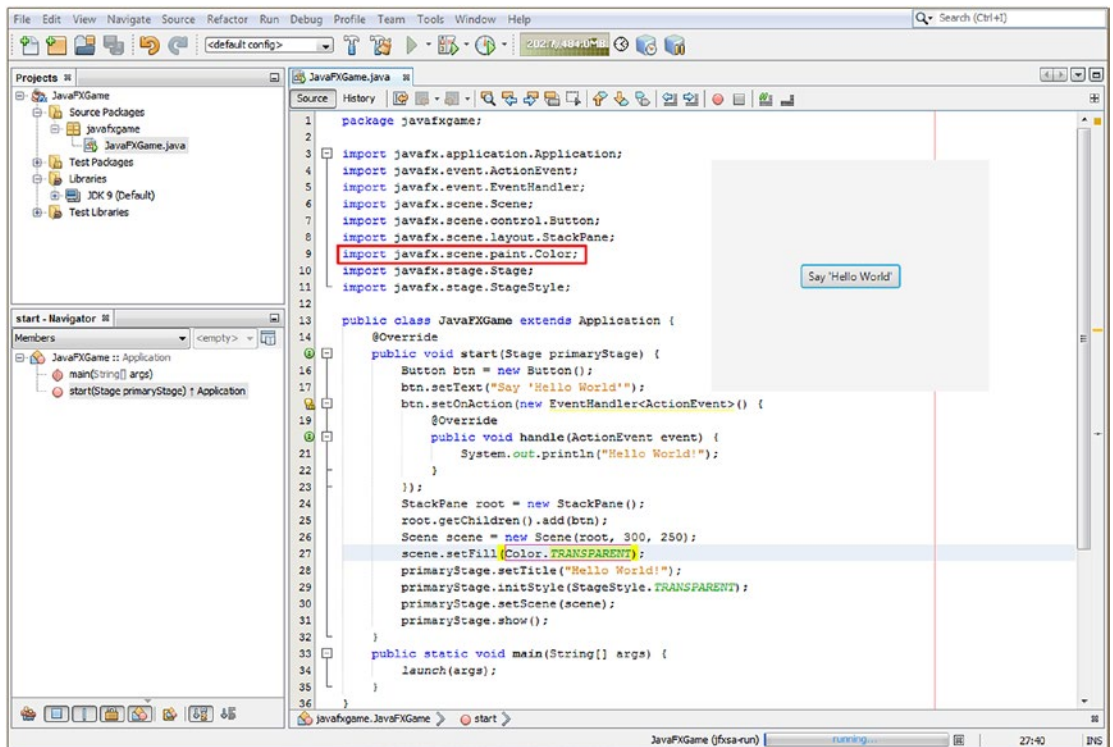 File Edit View Navigate Source Refactor Run Debug Profile Team Tools Window Help
Search (Ctrl+I)
<default config>
Projects
JavaFXGame
Source Packages
javafxgame
JavaFXGame.java
Test Packages
Libraries
JDK 9 (Default)
Test Libraries
start - Navigator
Members
<empty>
JavaFXGame :: Application
main(String[] args)
start(Stage primaryStage) ↑ Application
JavaFXGame.java
Source History
1 package javafxgame;
2
3 import javafx.application.Application;
4 import javafx.event.ActionEvent;
5 import javafx.event.EventHandler;
6 import javafx.scene.Scene;
7 import javafx.scene.control.Button;
8 import javafx.scene.layout.StackPane;
9 import javafx.scene.paint.Color;
10 import javafx.stage.Stage;
11 import javafx.stage.StageStyle;
12
13 public class JavaFXGame extends Application {
14 @Override
public void start(Stage primaryStage) {
16 Button btn = new Button();
17 btn.setText("Say 'Hello World'");
btn.setOnAction(new EventHandler<ActionEvent>() {
19 @Override
public void handle(ActionEvent event) {
21 System.out.println("Hello World!");
22 }
23 });
24 StackPane root = new StackPane();
25 root.getChildren().add(btn);
26 Scene scene = new Scene(root, 300, 250);
27 scene.setFill(Color.TRANSPARENT);
28 primaryStage.setTitle("Hello World!");
29 primaryStage.initStyle(StageStyle.TRANSPARENT);
30 primaryStage.setScene(scene);
31 primaryStage.show();
32 }
33 public static void main(String[] args) {
34 launch(args);
35 }
36 }
Say 'Hello World'
javafxgame.JavaFXGame start
JavaFXGame (jfxsa-run) running... 27:40 INS